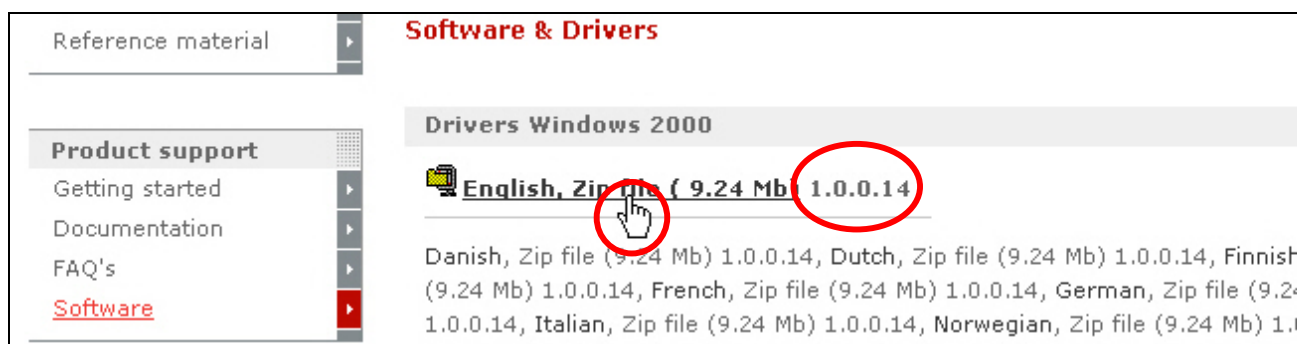 Reference material
Product support
Getting started
Documentation
FAQ's
Software
Software & Drivers
Drivers Windows 2000
English, Zip file ( 9.24 Mb) 1.0.0.14
Danish, Zip file (9.24 Mb) 1.0.0.14, Dutch, Zip file (9.24 Mb) 1.0.0.14, Finnish
(9.24 Mb) 1.0.0.14, French, Zip file (9.24 Mb) 1.0.0.14, German, Zip file (9.24
1.0.0.14, Italian, Zip file (9.24 Mb) 1.0.0.14, Norwegian, Zip file (9.24 Mb) 1.